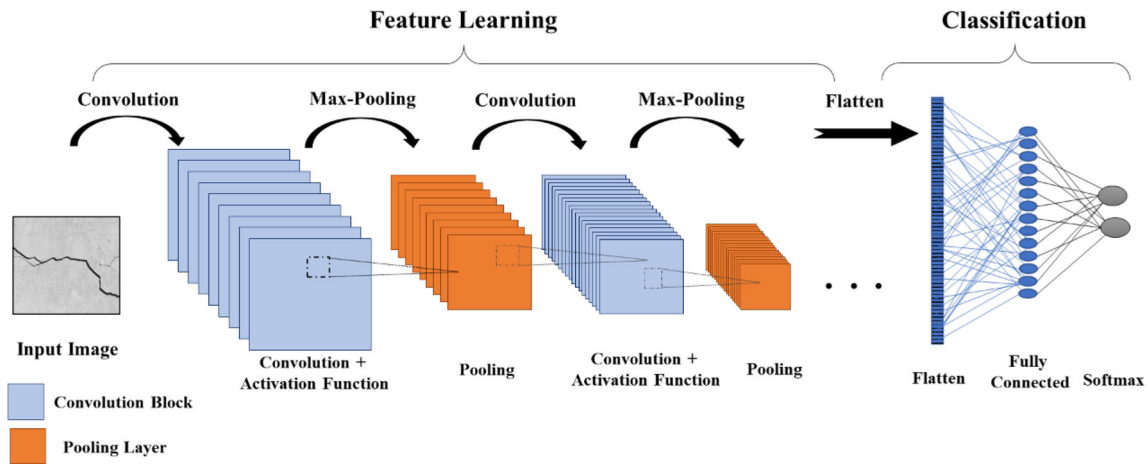 Feature Learning
Classification
Convolution
Max-Pooling
Convolution
Max-Pooling
Flatten
Input Image
Convolution +
Activation Function
Pooling
Convolution +
Activation Function
Pooling
. . .
Flatten
Fully
Connected
Softmax
Convolution Block
Pooling Layer